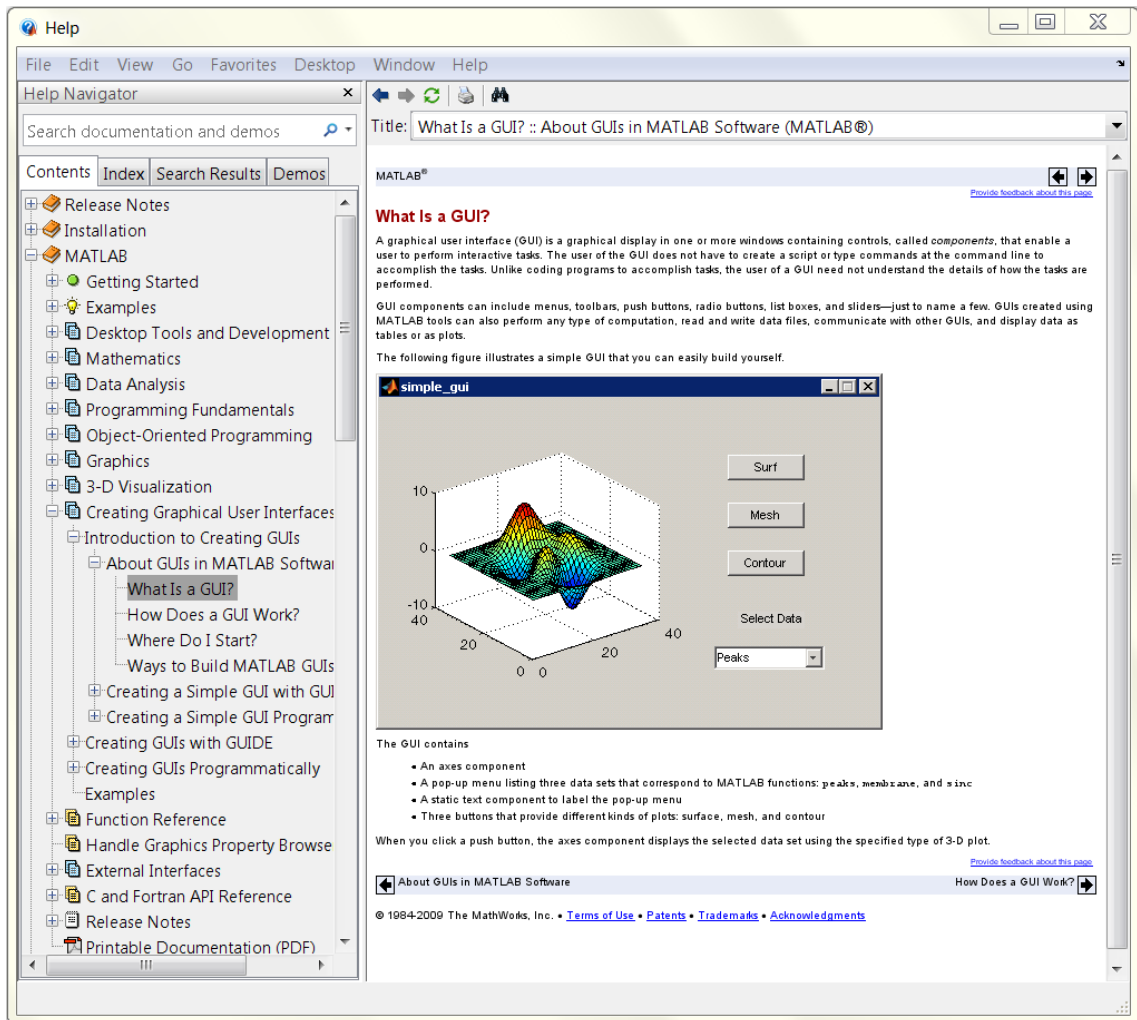 Help
File Edit View Go Favorites Desktop Window Help
Help Navigator
Search documentation and demos
Contents Index Search Results Demos
Release Notes
Installation
MATLAB
Getting Started
Examples
Desktop Tools and Development
Mathematics
Data Analysis
Programming Fundamentals
Object-Oriented Programming
Graphics
3-D Visualization
Creating Graphical User Interfaces
Introduction to Creating GUIs
About GUIs in MATLAB Softwar
What Is a GUI?
How Does a GUI Work?
Where Do I Start?
Ways to Build MATLAB GUIs
Creating a Simple GUI with GUI
Creating a Simple GUI Program
Creating GUIs with GUIDE
Creating GUIs Programmatically
Examples
Function Reference
Handle Graphics Property Browse
External Interfaces
C and Fortran API Reference
Release Notes
Printable Documentation (PDF)
Title: What Is a GUI? :: About GUIs in MATLAB Software (MATLAB®)
MATLAB®
Provide feedback about this page
What Is a GUI?
A graphical user interface (GUI) is a graphical display in one or more windows containing controls, called components, that enable a
user to perform interactive tasks. The user of the GUI does not have to create a script or type commands at the command line to
accomplish the tasks. Unlike coding programs to accomplish tasks, the user of a GUI need not understand the details of how the tasks are
performed.
GUI components can include menus, toolbars, push buttons, radio buttons, list boxes, and sliders—just to name a few. GUIs created using
MATLAB tools can also perform any type of computation, read and write data files, communicate with other GUIs, and display data as
tables or as plots.
The following figure illustrates a simple GUI that you can easily build yourself.
simple_gui
10
0
-10
40
20
0
0
20
40
Surf
Mesh
Contour
Select Data
Peaks
The GUI contains
• An axes component
• A pop-up menu listing three data sets that correspond to MATLAB functions: peaks, membrane, and sinc
• A static text component to label the pop-up menu
• Three buttons that provide different kinds of plots: surface, mesh, and contour
When you click a push button, the axes component displays the selected data set using the specified type of 3-D plot.
Provide feedback about this page
About GUIs in MATLAB Software How Does a GUI Work?
© 1984-2009 The MathWorks, Inc. • Terms of Use • Patents • Trademarks • Acknowledgments